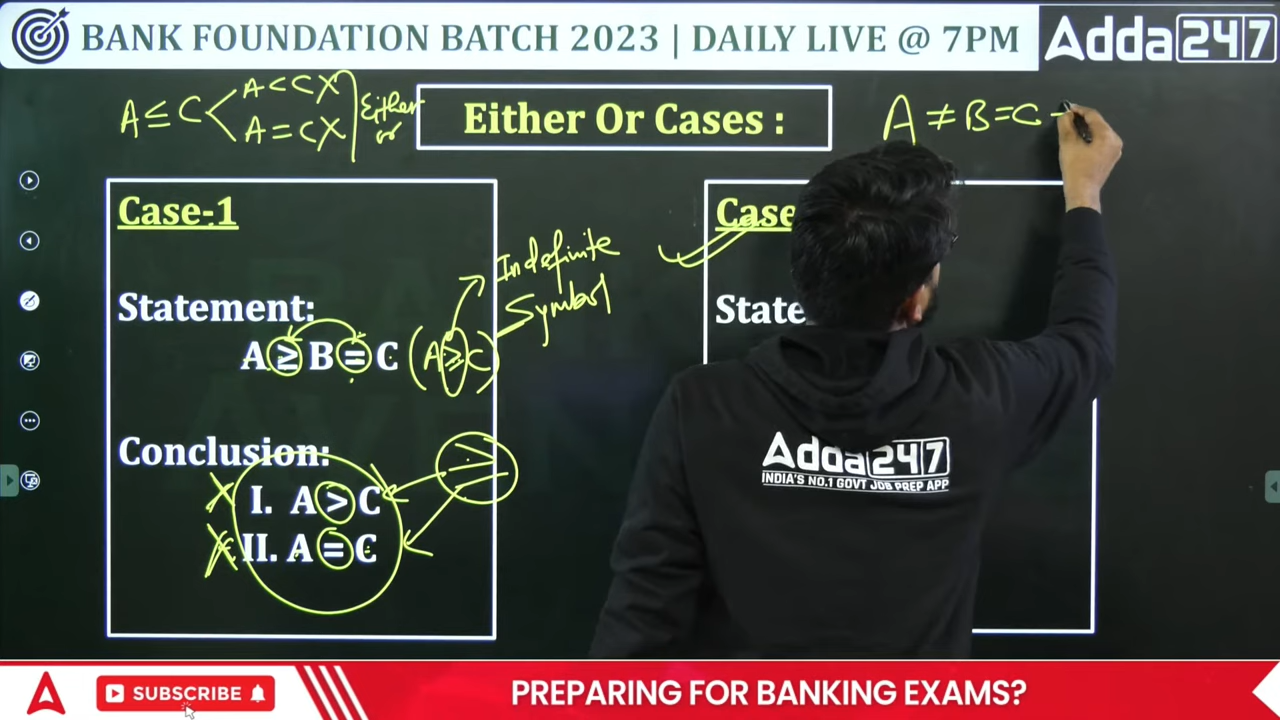 BANK FOUNDATION BATCH 2023 | DAILY LIVE @ 7PM
Adda247
A ≤ C
A < C X
A = C X
Either
or
Either Or Cases :
A ≠ B = C
Case-1
Statement:
A ≥ B = C (A ≥ C)
Indefinite
Symbol
Conclusion:
≥
X I. A > C
X II. A = C
Case
State
Adda247
INDIA'S NO.1 GOVT JOB PREP APP
SUBSCRIBE
PREPARING FOR BANKING EXAMS?